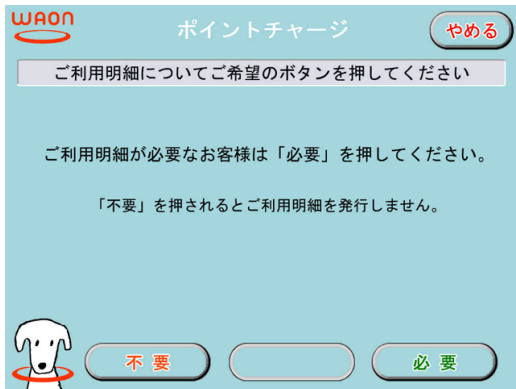 WAON
ポイントチャージ
やめる
ご利用明細についてご希望のボタンを押してください
ご利用明細が必要なお客様は「必要」を押してください。
「不要」を押されるとご利用明細を発行しません。
不要
必要